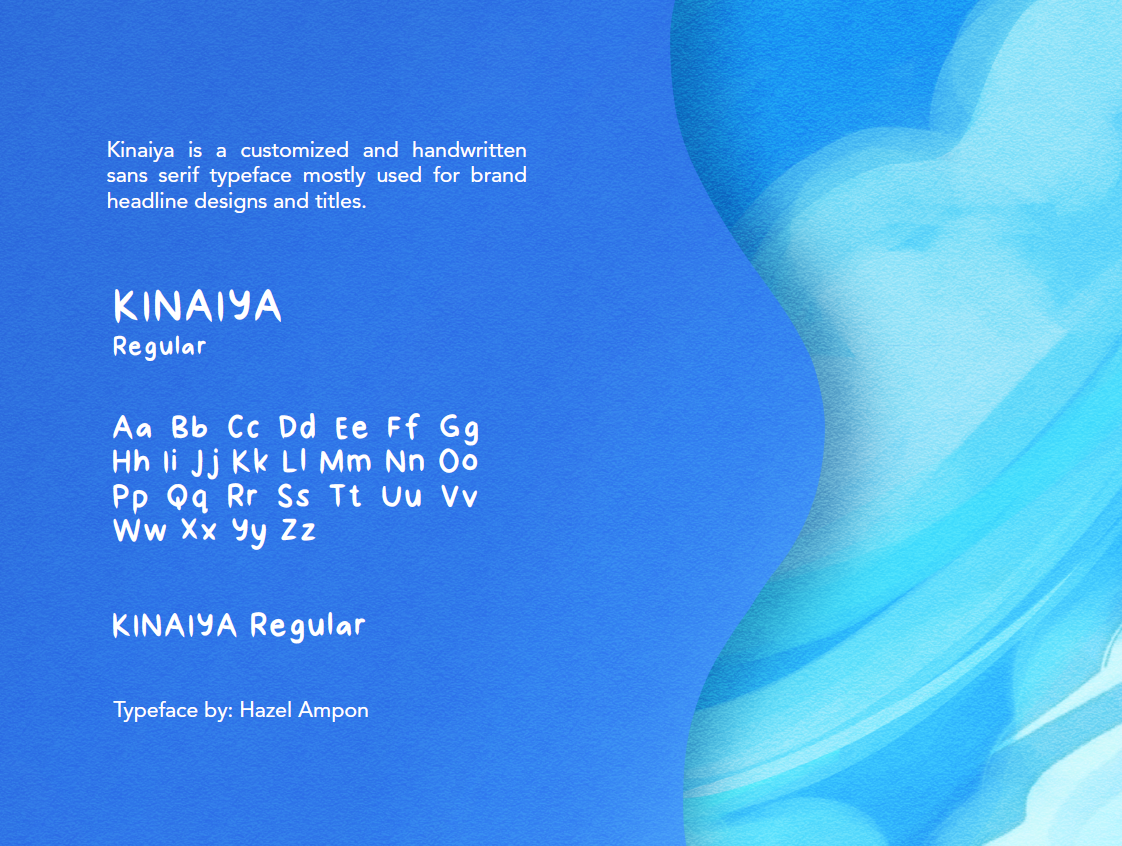 Kinaiya is a customized and handwritten
sans serif typeface mostly used for brand
headline designs and titles.
KINAIYA
Regular
Aa Bb Cc Dd Ee Ff Gg
Hh Ii Jj Kk Ll Mm Nn Oo
Pp Qq Rr Ss Tt Uu Vv
Ww Xx Yy Zz
KINAIYA Regular
Typeface by: Hazel Ampon